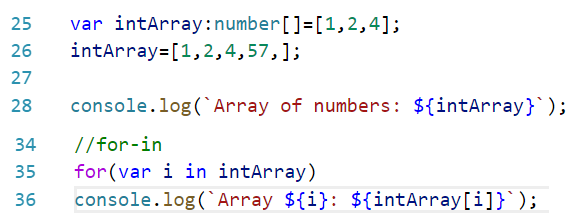 25 var intArray:number[]=[1,2,4];
26 intArray=[1,2,4,57,];
27
28 console.log(`Array of numbers: ${intArray}`);
34 //for-in
35 for(var i in intArray)
36 console.log(`Array ${i}: ${intArray[i]}`);